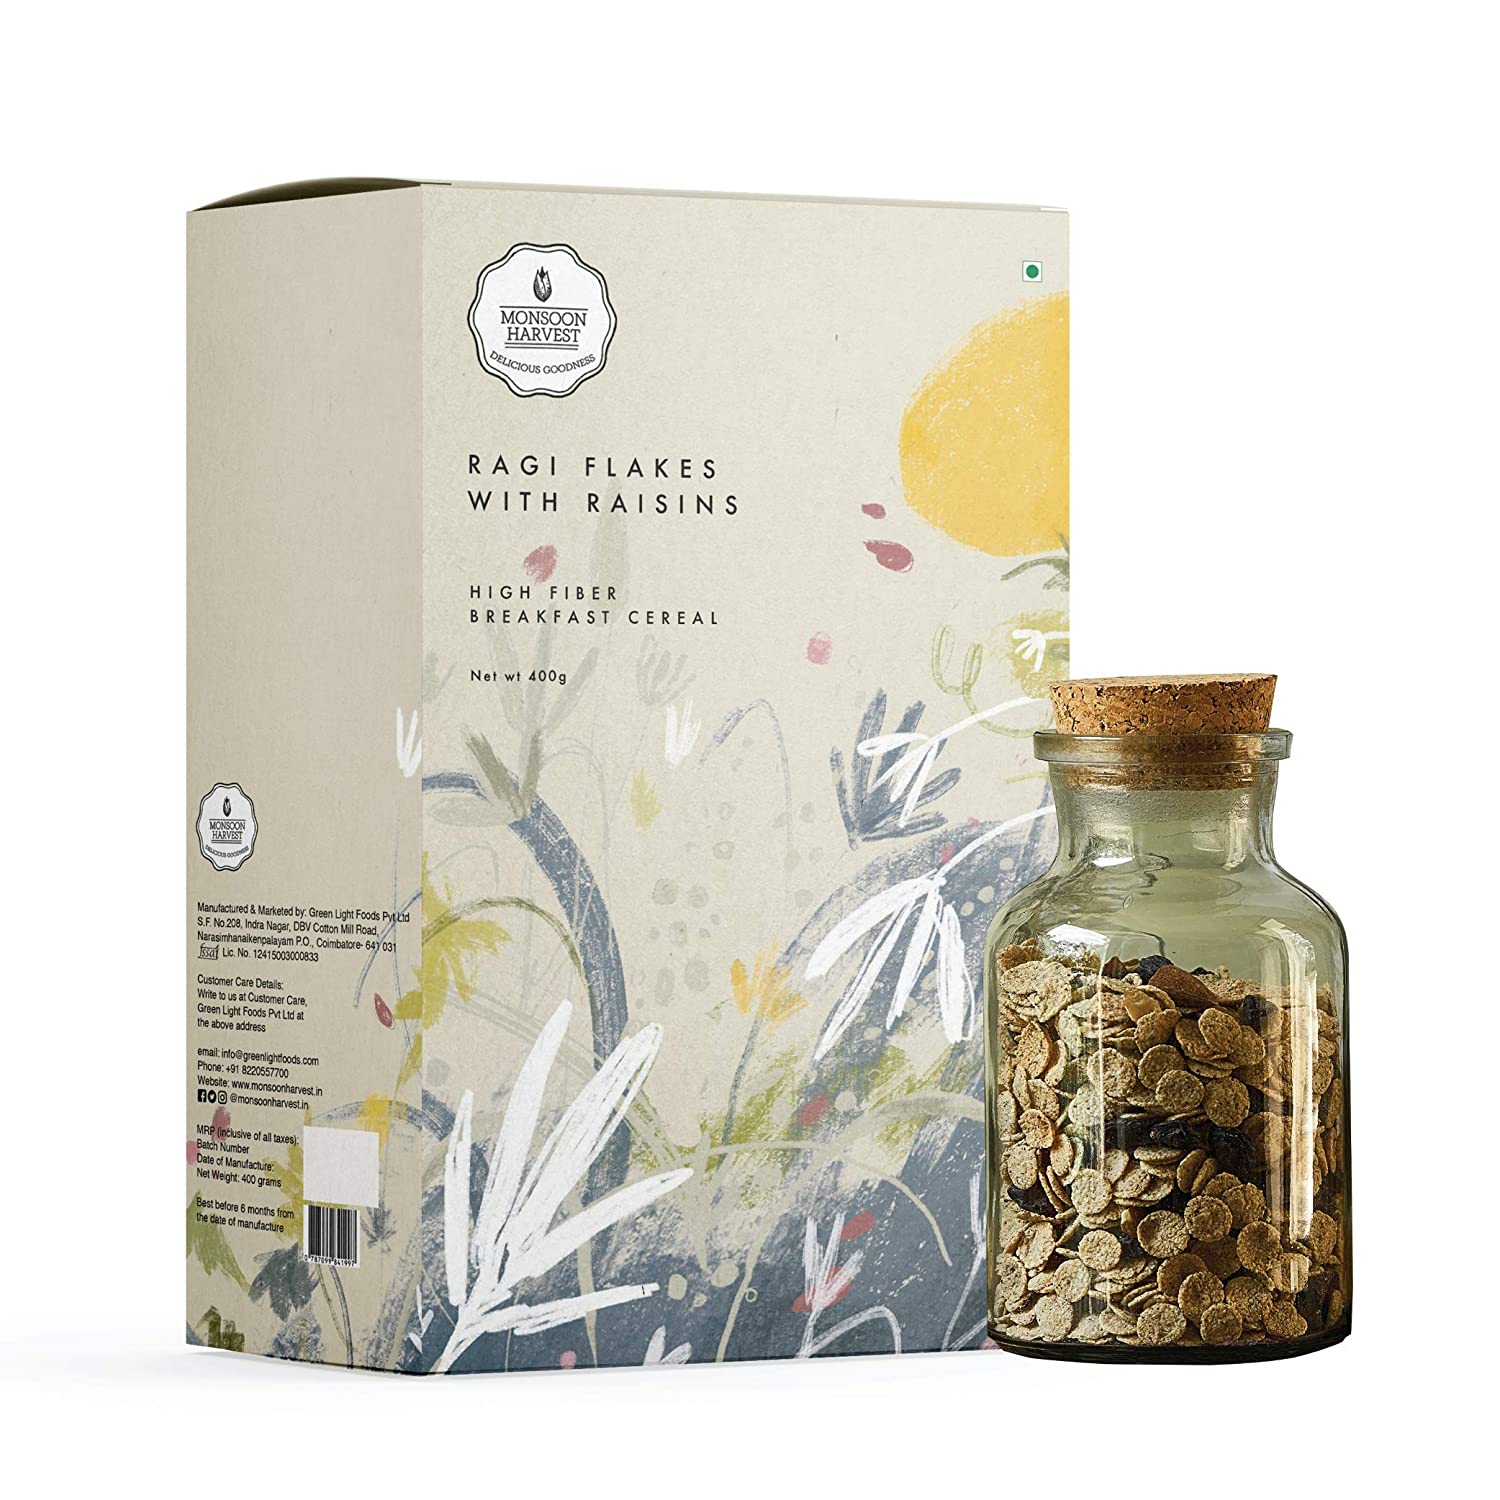 MONSOON
HARVEST
DELICIOUS GOODNESS
RAGI FLAKES
WITH RAISINS
HIGH FIBER
BREAKFAST CEREAL
Net wt 400g
MONSOON
HARVEST
DELICIOUS GOODNESS
Manufactured & Marketed by: Green Light Foods Pvt Ltd
S.F. No.208, Indra Nagar, DBV Cotton Mill Road,
Narasimhanaikenpalayam P.O., Coimbatore- 641 031
fssai Lic. No. 12415003000833
Customer Care Details:
Write to us at Customer Care,
Green Light Foods Pvt Ltd at
the above address
email: info@greenlightfoods.com
Phone: +91 8220557700
Website: www.monsoonharvest.in
@monsoonharvest.in
MRP (inclusive of all taxes):
Batch Number
Date of Manufacture:
Net Weight: 400 grams
Best before 6 months from
the date of manufacture
0 787099 841997